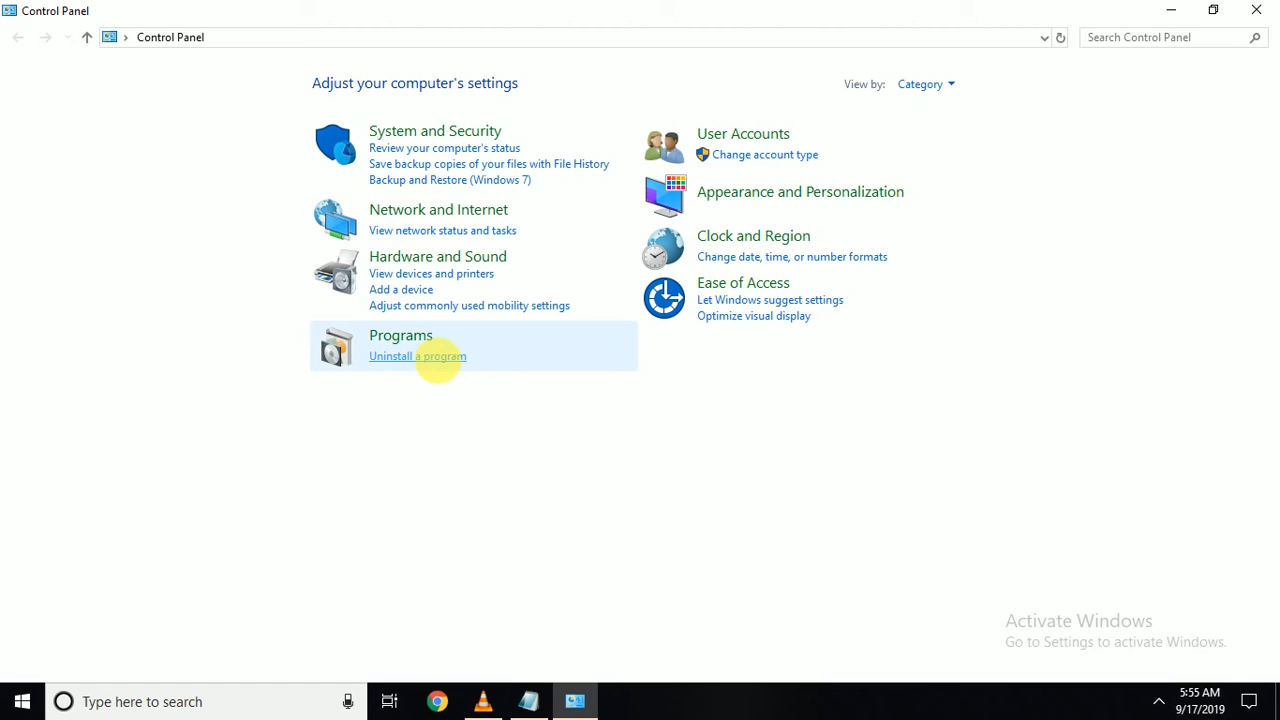 Control Panel
Control Panel
Search Control Panel
Adjust your computer's settings
View by: Category
System and Security
Review your computer's status
Save backup copies of your files with File History
Backup and Restore (Windows 7)
Network and Internet
View network status and tasks
Hardware and Sound
View devices and printers
Add a device
Adjust commonly used mobility settings
Programs
Uninstall a program
User Accounts
Change account type
Appearance and Personalization
Clock and Region
Change date, time, or number formats
Ease of Access
Let Windows suggest settings
Optimize visual display
Activate Windows
Go to Settings to activate Windows.
Type here to search
5:55 AM
9/17/2019